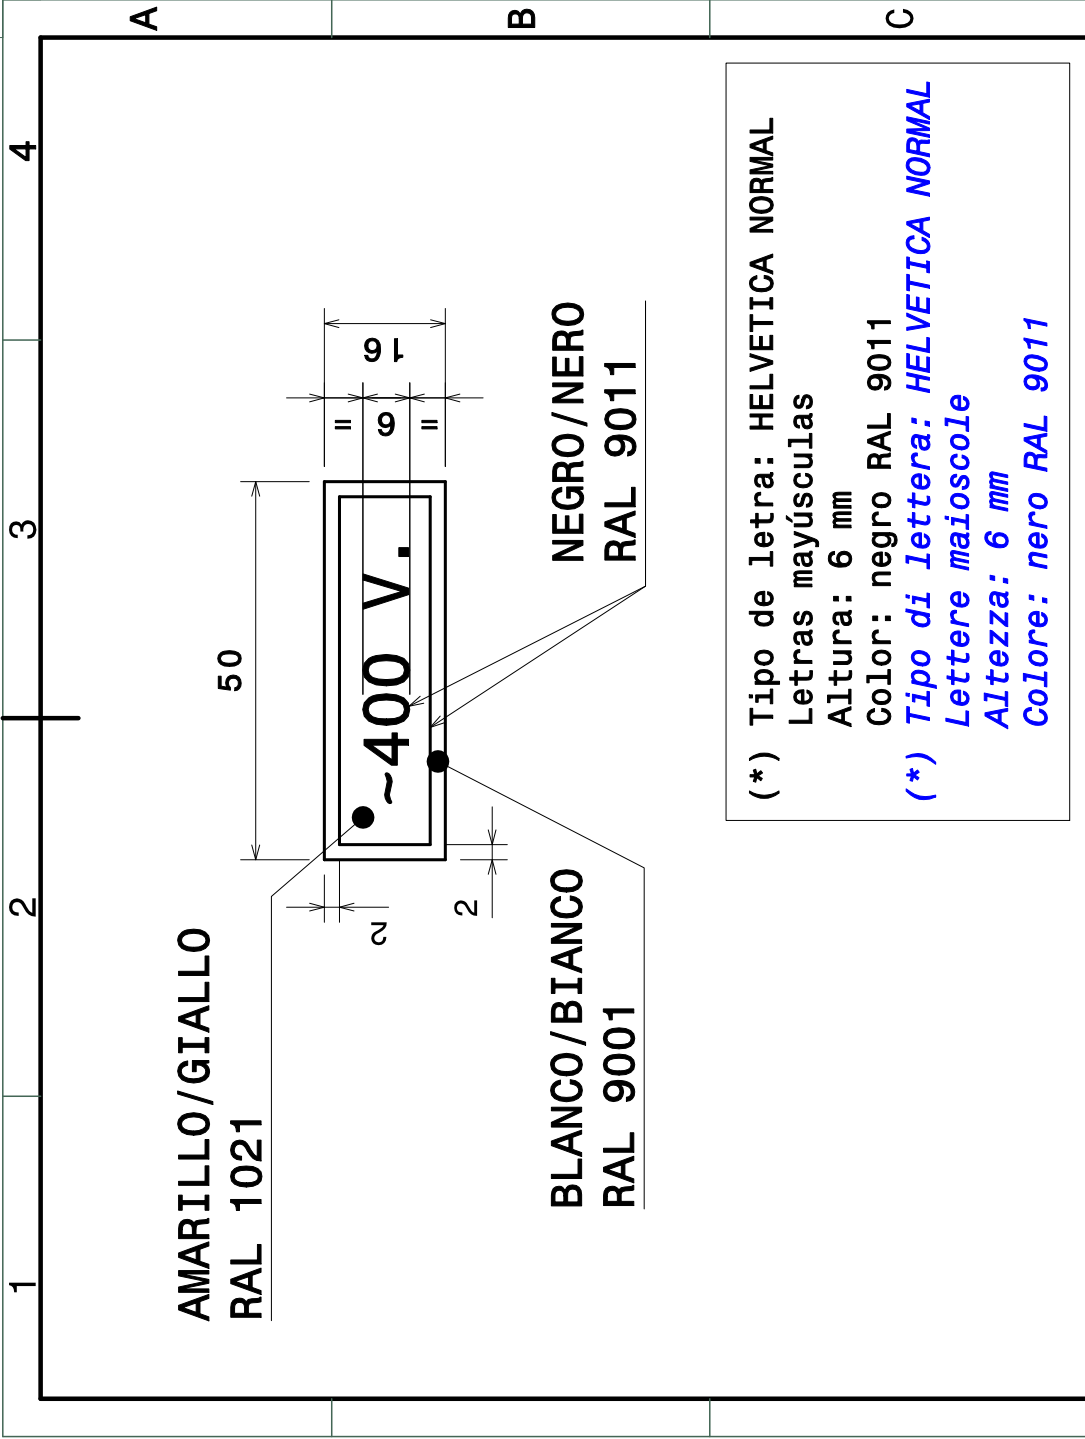 1
2
3
4
A
B
C
AMARILLO/GIALLO
RAL 1021
50
~400 V.
=
6
=
16
2
2
BLANCO/BIANCO
RAL 9001
NEGRO/NERO
RAL 9011
(*) Tipo de letra: HELVETICA NORMAL
Letras mayúsculas
Altura: 6 mm
Color: negro RAL 9011
(*) Tipo di lettera: HELVETICA NORMAL
Lettere maioscole
Altezza: 6 mm
Colore: nero RAL 9011